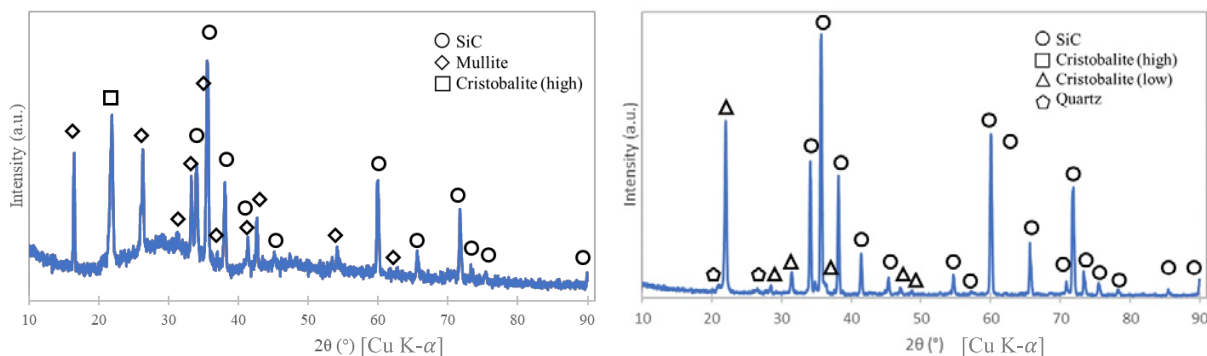 Intensity (a.u.)
SiC
Mullite
Cristobalite (high)
10 20 30 40 50 60 70 80 90
2θ (°) [Cu K-α]
Intensity (a.u.)
SiC
Cristobalite (high)
Cristobalite (low)
Quartz
10 20 30 40 50 60 70 80 90
2θ (°) [Cu K-α]